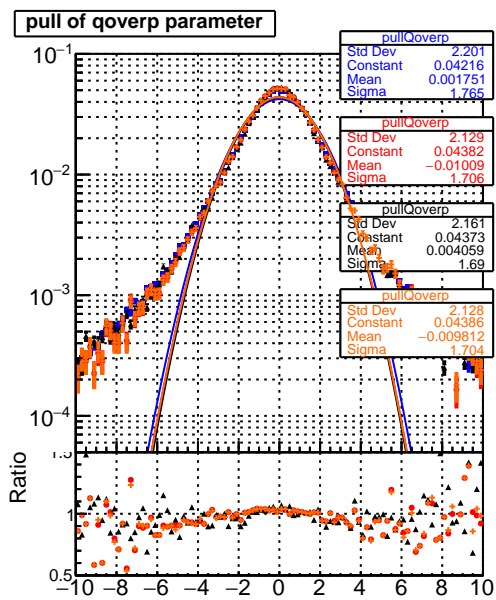 pull of qoverp parameter
pullQoverp
Std Dev 2.201
Constant 0.04216
Mean 0.001751
Sigma 1.765
pullQoverp
Std Dev 2.129
Constant 0.04382
Mean −0.01009
Sigma 1.706
pullQoverp
Std Dev 2.161
Constant 0.04373
Mean 0.004059
Sigma 1.69
pullQoverp
Std Dev 2.128
Constant 0.04386
Mean −0.009812
Sigma 1.704
10⁻¹
10⁻²
10⁻³
10⁻⁴
Ratio
1.5
1
0.5
−10 −8 −6 −4 −2 0 2 4 6 8 10